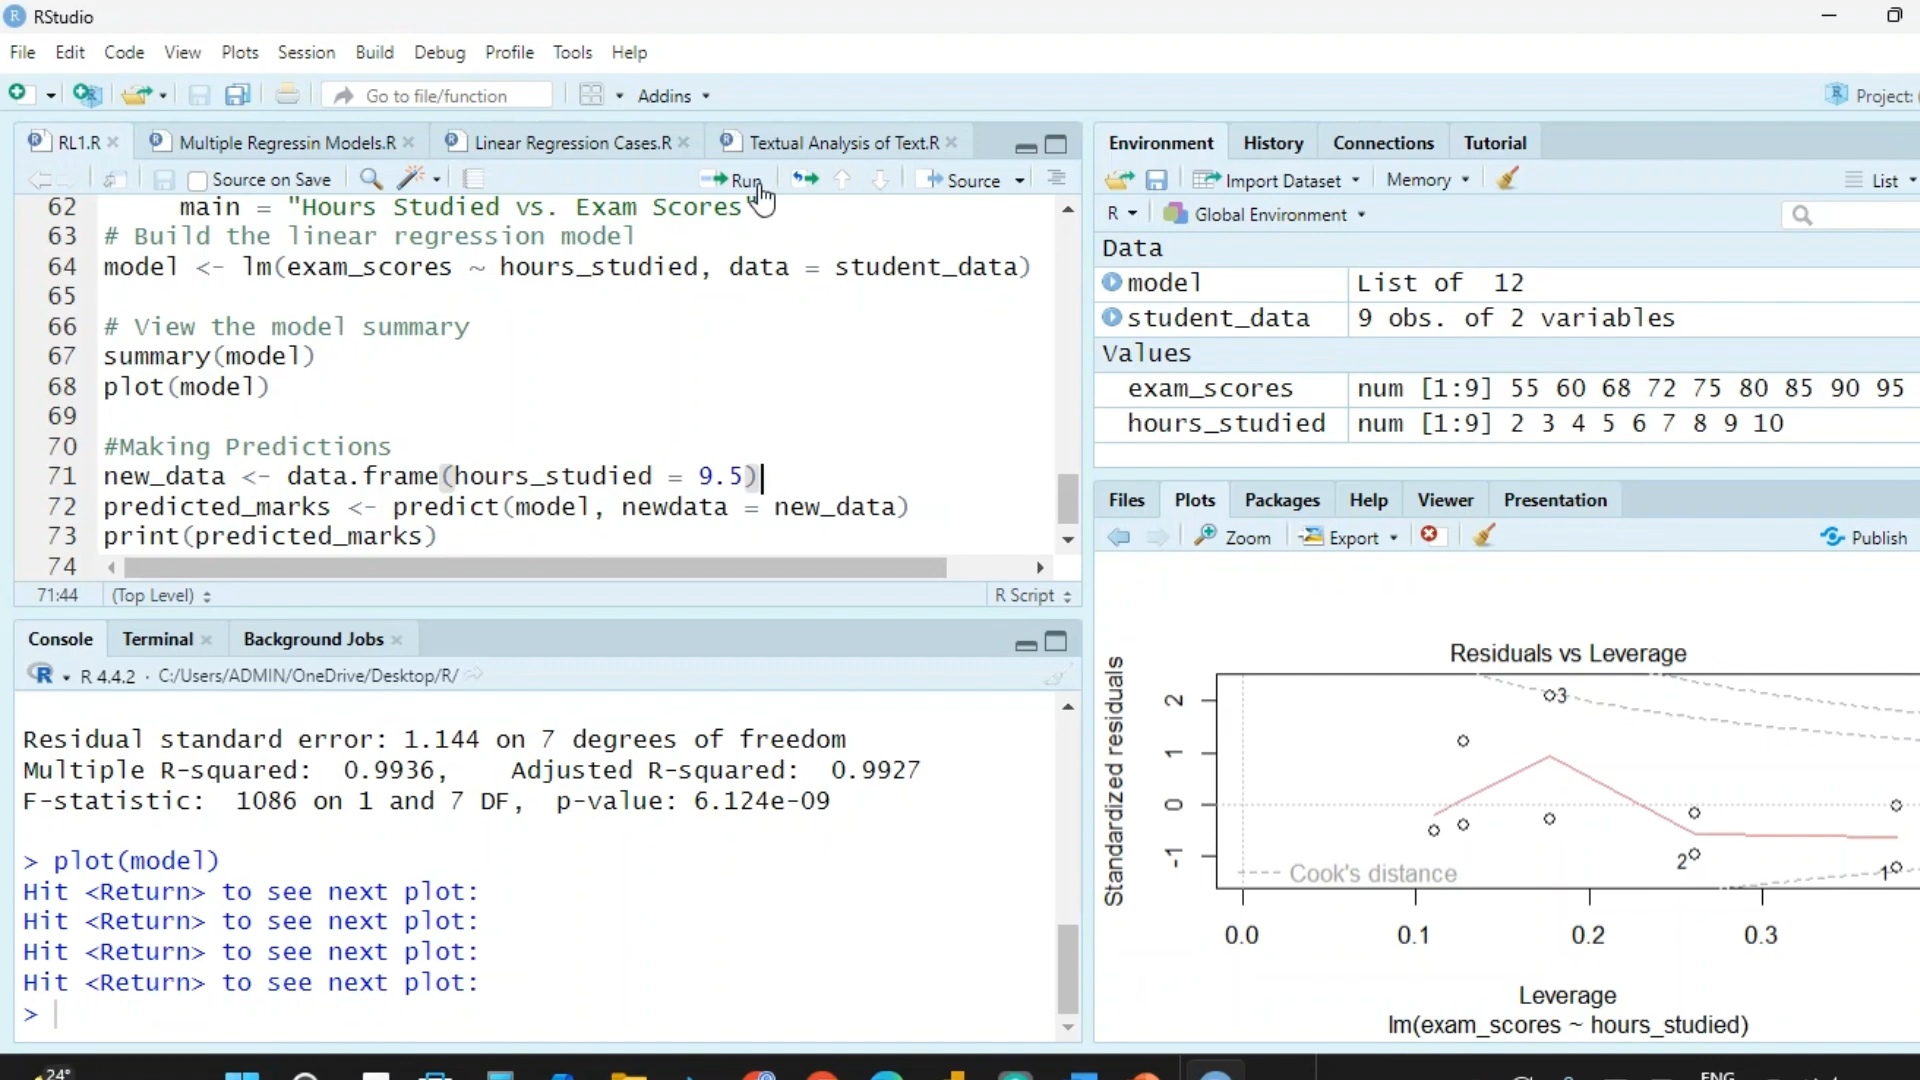 RStudio
File Edit Code View Plots Session Build Debug Profile Tools Help
Go to file/function Addins Project:
RL1.R Multiple Regressin Models.R Linear Regression Cases.R Textual Analysis of Text.R
Source on Save Run Source
62 main = "Hours Studied vs. Exam Scores"
63 # Build the linear regression model
64 model <- lm(exam_scores ~ hours_studied, data = student_data)
65
66 # View the model summary
67 summary(model)
68 plot(model)
69
70 #Making Predictions
71 new_data <- data.frame(hours_studied = 9.5)
72 predicted_marks <- predict(model, newdata = new_data)
73 print(predicted_marks)
74
71:44 (Top Level) R Script
Console Terminal Background Jobs
R 4.4.2 · C:/Users/ADMIN/OneDrive/Desktop/R/
Residual standard error: 1.144 on 7 degrees of freedom
Multiple R-squared: 0.9936, Adjusted R-squared: 0.9927
F-statistic: 1086 on 1 and 7 DF, p-value: 6.124e-09
> plot(model)
Hit <Return> to see next plot:
Hit <Return> to see next plot:
Hit <Return> to see next plot:
Hit <Return> to see next plot:
>
Environment History Connections Tutorial
Import Dataset Memory List
R Global Environment
Data
model List of 12
student_data 9 obs. of 2 variables
Values
exam_scores num [1:9] 55 60 68 72 75 80 85 90 95
hours_studied num [1:9] 2 3 4 5 6 7 8 9 10
Files Plots Packages Help Viewer Presentation
Zoom Export Publish
Residuals vs Leverage
Standardized residuals
2
1
0
-1
3
2
1
Cook's distance
0.0 0.1 0.2 0.3
Leverage
lm(exam_scores ~ hours_studied)
24°
ENG